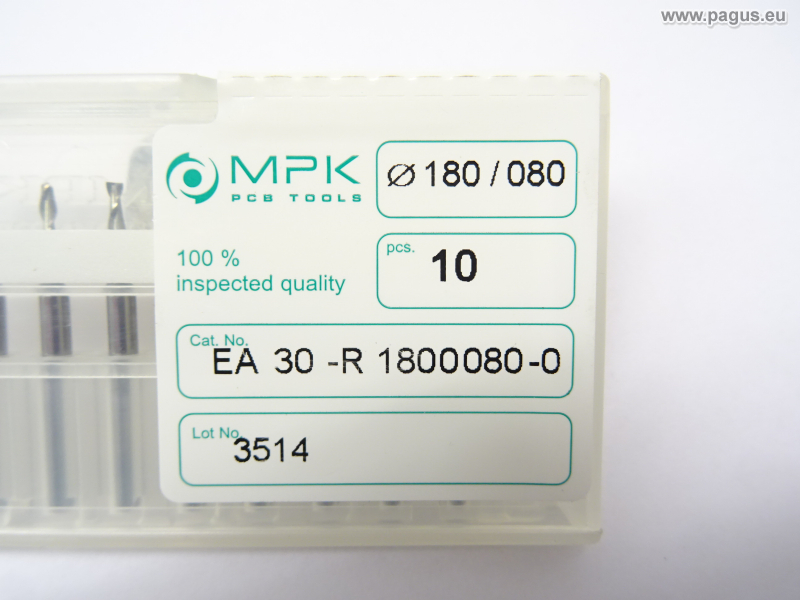 www.pagus.eu
MPK
PCB TOOLS
⌀ 180 / 080
100 %
inspected quality
pcs. 10
Cat. No.
EA 30 -R 1800080-0
Lot No.
3514